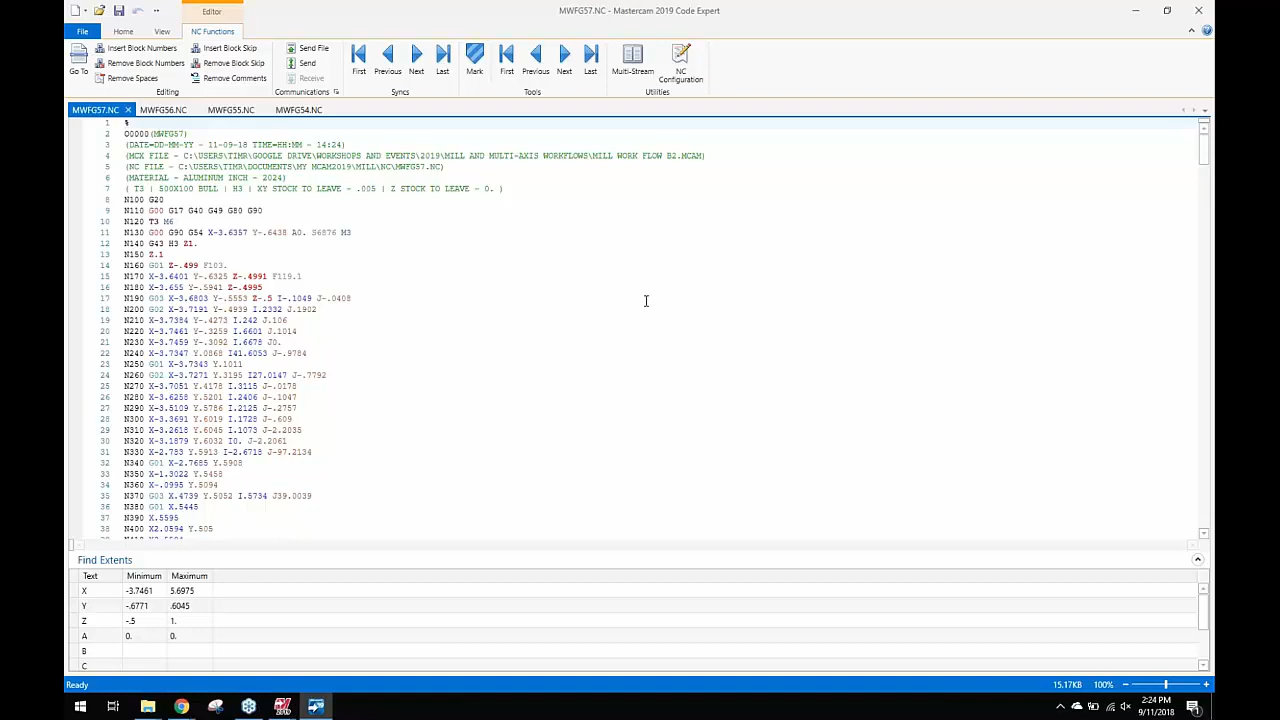 Editor
MWFG57.NC - Mastercam 2019 Code Expert
File
Home
View
NC Functions
Go To
Insert Block Numbers
Remove Block Numbers
Remove Spaces
Insert Block Skip
Remove Block Skip
Remove Comments
Editing
Send File
Send
Receive
Communications
First
Previous
Next
Last
Syncs
Mark
First
Previous
Next
Last
Tools
Multi-Stream
NC Configuration
Utilities
MWFG57.NC
MWFG56.NC
MWFG55.NC
MWFG54.NC
1 %
2 O0000(MWFG57)
3 (DATE=DD-MM-YY - 11-09-18 TIME=HH:MM - 14:24)
4 (MCX FILE - C:\USERS\TIMR\GOOGLE DRIVE\WORKSHOPS AND EVENTS\2019\MILL AND MULTI-AXIS WORKFLOWS\MILL WORK FLOW B2.MCAM)
5 (NC FILE - C:\USERS\TIMR\DOCUMENTS\MY MCAM2019\MILL\NC\MWFG57.NC)
6 (MATERIAL - ALUMINUM INCH - 2024)
7 ( T3 | 500X100 BULL | H3 | XY STOCK TO LEAVE - .005 | Z STOCK TO LEAVE - 0. )
8 N100 G20
9 N110 G00 G17 G40 G49 G80 G90
10 N120 T3 M6
11 N130 G00 G90 G54 X-3.6357 Y-.6438 A0. S6876 M3
12 N140 G43 H3 Z1.
13 N150 Z.1
14 N160 G01 Z-.499 F103.
15 N170 X-3.6401 Y-.6325 Z-.4991 F119.1
16 N180 X-3.655 Y-.5941 Z-.4995
17 N190 G03 X-3.6803 Y-.5553 Z-.5 I-.1049 J-.0408
18 N200 G02 X-3.7191 Y-.4939 I.2332 J.1902
19 N210 X-3.7384 Y-.4273 I.242 J.106
20 N220 X-3.7461 Y-.3259 I.6601 J.1014
21 N230 X-3.7459 Y-.3092 I.6678 J0.
22 N240 X-3.7347 Y.0868 I41.6053 J-.9784
23 N250 G01 X-3.7343 Y.1011
24 N260 G02 X-3.7271 Y.3195 I27.0147 J-.7792
25 N270 X-3.7051 Y.4178 I.3115 J-.0178
26 N280 X-3.6258 Y.5201 I.2406 J-.1047
27 N290 X-3.5109 Y.5786 I.2125 J-.2757
28 N300 X-3.3691 Y.6019 I.1728 J-.609
29 N310 X-3.2618 Y.6045 I.1073 J-2.2035
30 N320 X-3.1879 Y.6032 I0. J-2.2061
31 N330 X-2.783 Y.5913 I-2.6718 J-97.2134
32 N340 G01 X-2.7685 Y.5908
33 N350 X-1.3022 Y.5458
34 N360 X-.0995 Y.5094
35 N370 G03 X.4739 Y.5052 I.5734 J39.0039
36 N380 G01 X.5445
37 N390 X.5595
38 N400 X2.0594 Y.505
Find Extents
Text Minimum Maximum
X -3.7461 5.6975
Y -.6771 .6045
Z -.5 1.
A 0. 0.
B
C
Ready
15.17KB 100%
2:24 PM
9/11/2018